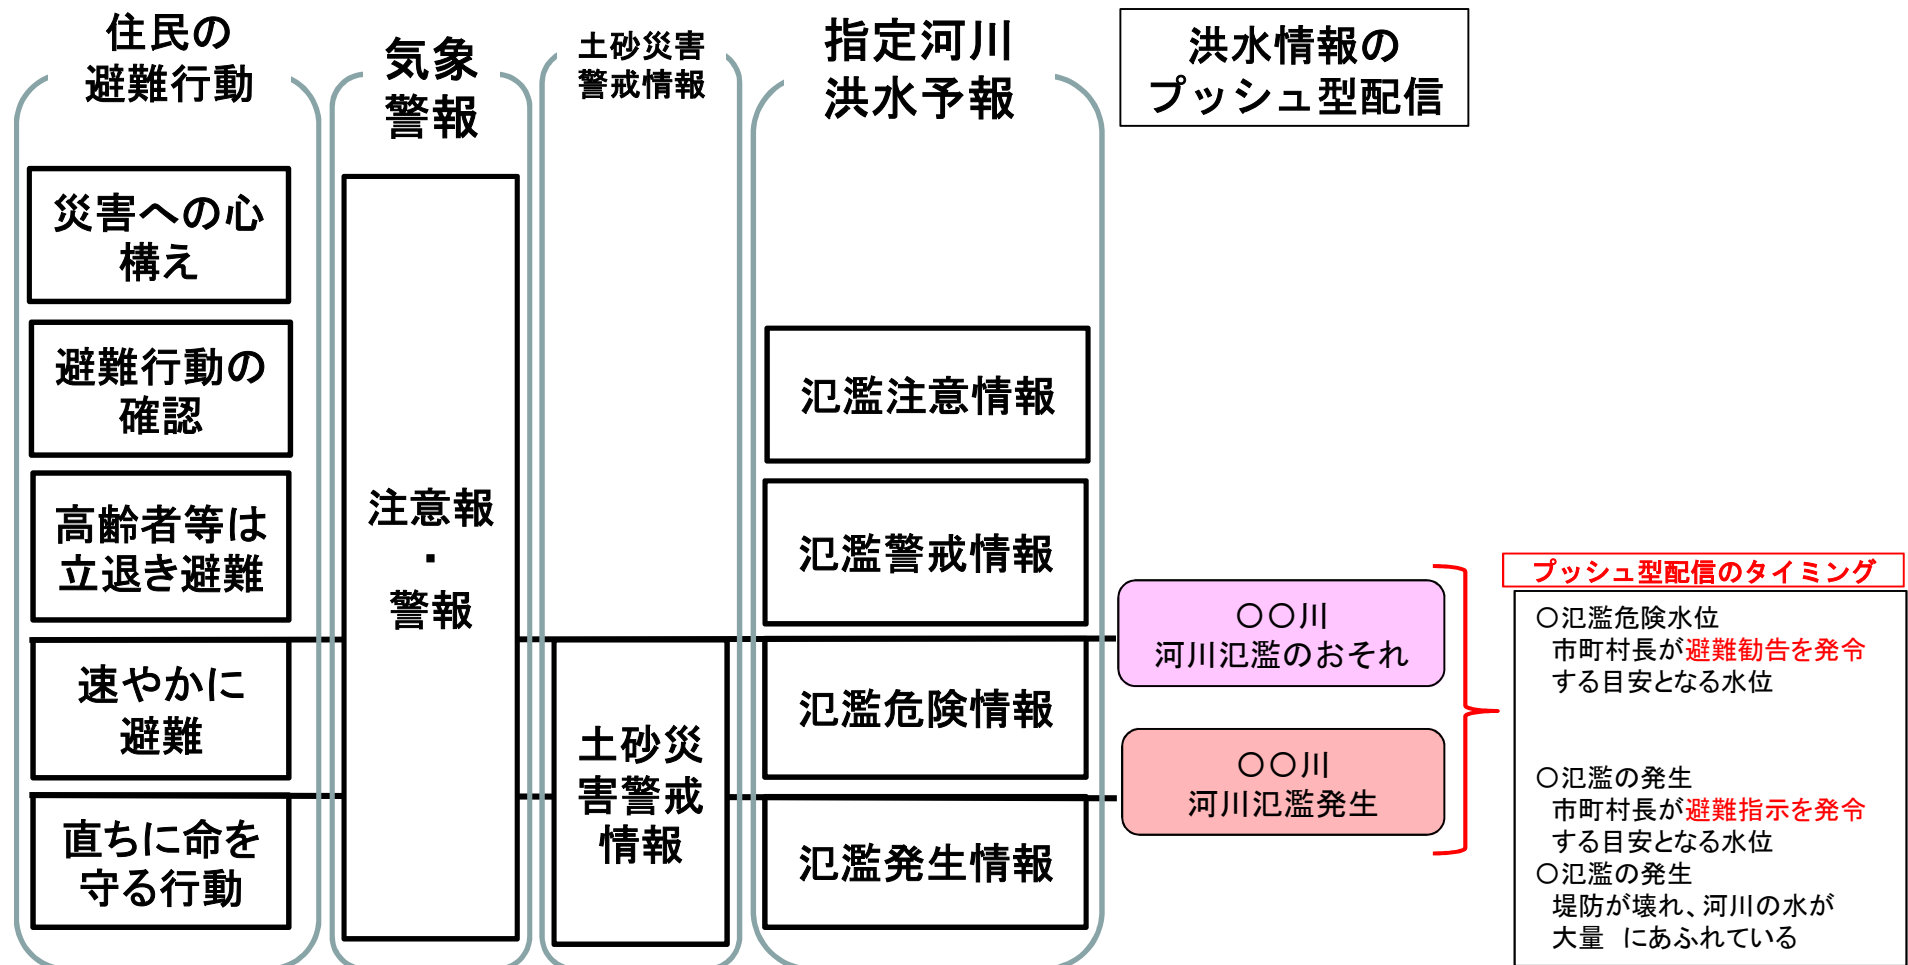 住民の
避難行動
気象
警報
土砂災害
警戒情報
指定河川
洪水予報
洪水情報の
プッシュ型配信
災害への心
構え
避難行動の
確認
高齢者等は
立退き避難
速やかに
避難
直ちに命を
守る行動
注意報
・
警報
土砂災
害警戒
情報
氾濫注意情報
氾濫警戒情報
氾濫危険情報
氾濫発生情報
〇〇川
河川氾濫のおそれ
〇〇川
河川氾濫発生
プッシュ型配信のタイミング
〇氾濫危険水位
市町村長が避難勧告を発令
する目安となる水位
〇氾濫の発生
市町村長が避難指示を発令
する目安となる水位
〇氾濫の発生
堤防が壊れ、河川の水が
大量　にあふれている